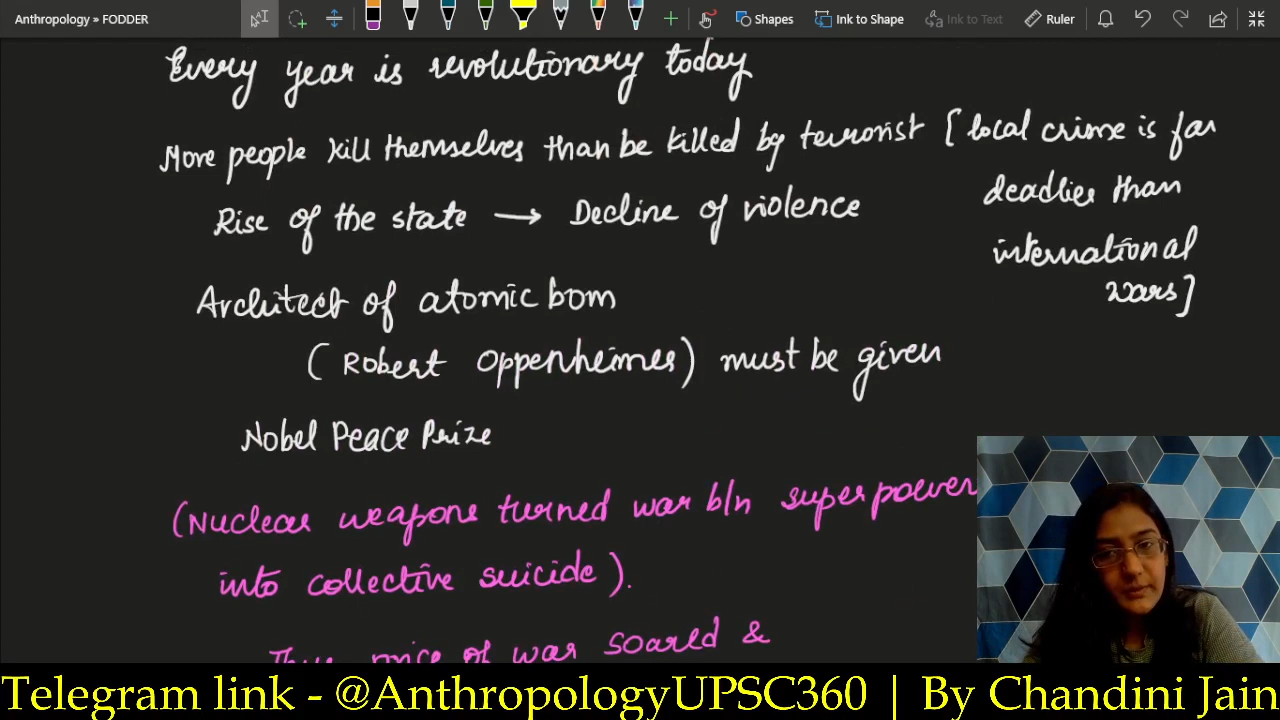 Anthropology » FODDER
Shapes
Ink to Shape
Ink to Text
Ruler
Every year is revolutionary today
More people kill themselves than be killed by terrorist [local crime is far
deadlier than
international
wars]
Rise of the state → Decline of violence
Architect of atomic bom
(Robert Oppenheimer) must be given
Nobel Peace Prize
(Nuclear weapons turned war b/n superpower
into collective suicide).
price of war soared &
Telegram link - @AnthropologyUPSC360 | By Chandini Jain